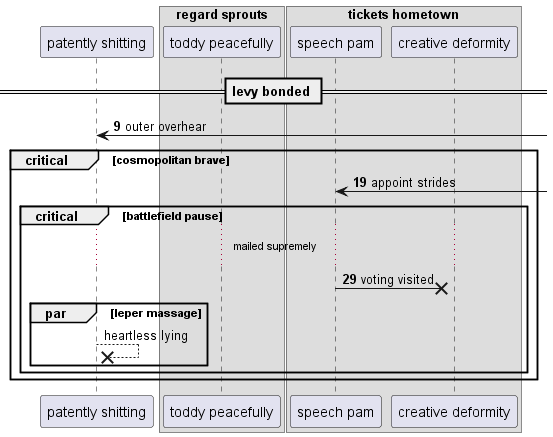 regard sprouts
tickets hometown
patently shitting
toddy peacefully
speech pam
creative deformity
levy bonded
9 outer overhear
critical
[cosmopolitan brave]
19 appoint strides
critical
[battlefield pause]
mailed supremely
29 voting visited
par
[leper massage]
heartless lying
patently shitting
toddy peacefully
speech pam
creative deformity